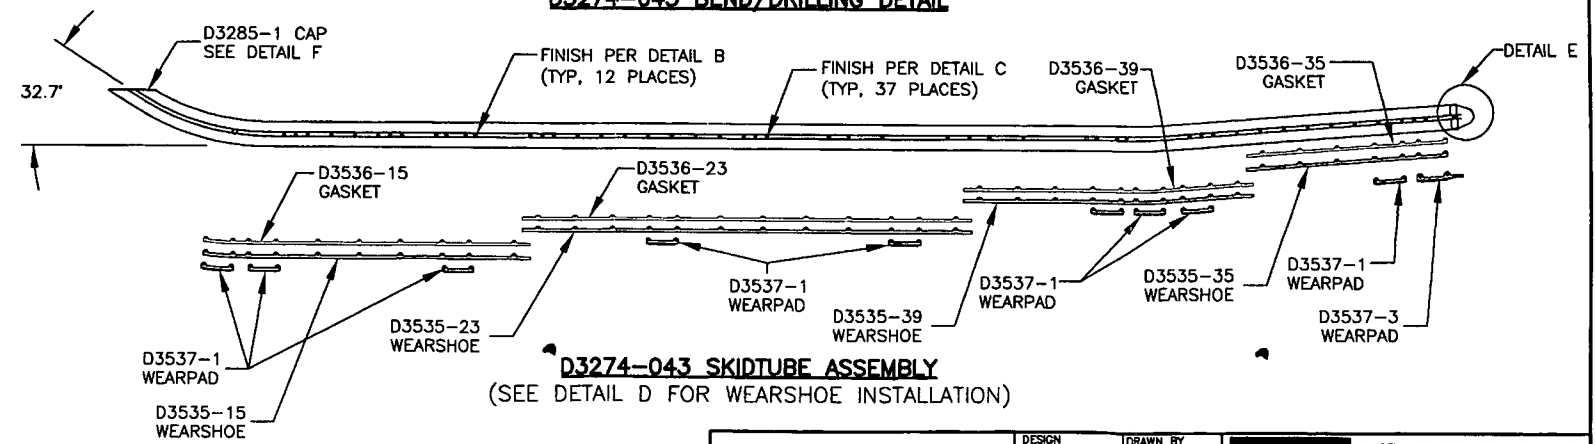 D3274-043 BEND/DRILLING DETAIL
D3285-1 CAP
SEE DETAIL F
FINISH PER DETAIL B
(TYP, 12 PLACES)
FINISH PER DETAIL C
(TYP, 37 PLACES)
D3536-39
GASKET
D3536-35
GASKET
DETAIL E
32.7°
D3536-15
GASKET
D3536-23
GASKET
D3537-1
WEARPAD
D3535-15
WEARSHOE
D3535-23
WEARSHOE
D3537-1
WEARPAD
D3535-39
WEARSHOE
D3537-1
WEARPAD
D3535-35
WEARSHOE
D3537-1
WEARPAD
D3537-3
WEARPAD
D3274-043 SKIDTUBE ASSEMBLY
(SEE DETAIL D FOR WEARSHOE INSTALLATION)
DESIGN
DRAWN BY